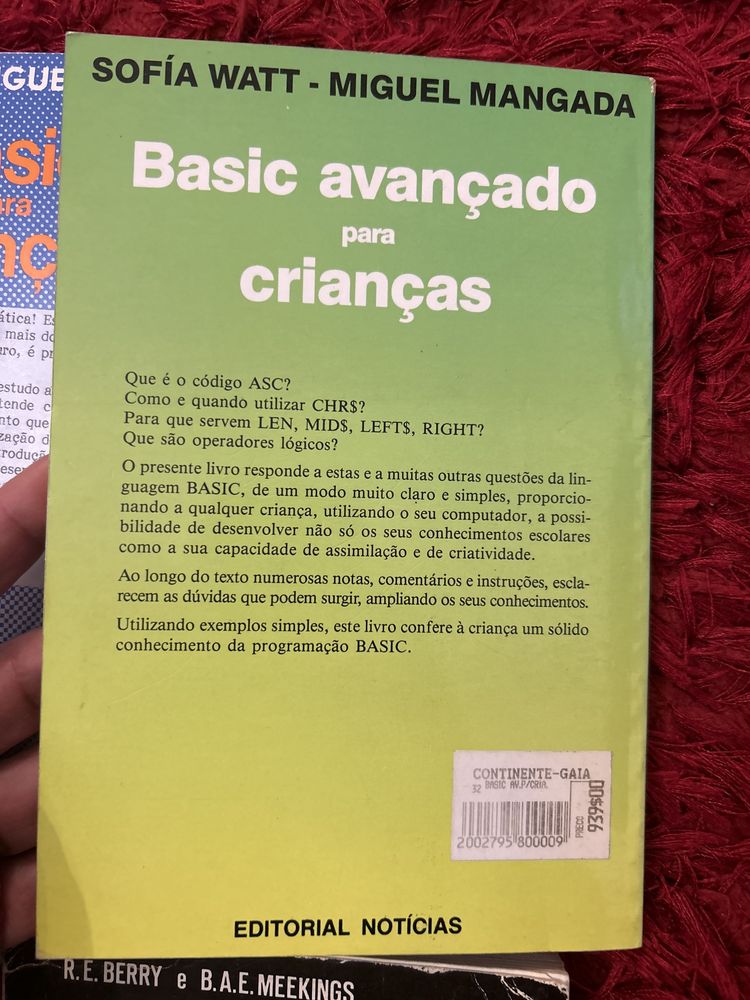 SOFÍA WATT - MIGUEL MANGADA
Basic avançado
para
crianças
Que é o código ASC?
Como e quando utilizar CHR$?
Para que servem LEN, MID$, LEFT$, RIGHT?
Que são operadores lógicos?
O presente livro responde a estas e a muitas outras questões da lin-
guagem BASIC, de um modo muito claro e simples, proporcio-
nando a qualquer criança, utilizando o seu computador, a possi-
bilidade de desenvolver não só os seus conhecimentos escolares
como a sua capacidade de assimilação e de criatividade.
Ao longo do texto numerosas notas, comentários e instruções, escla-
recem as dúvidas que podem surgir, ampliando os seus conhecimentos.
Utilizando exemplos simples, este livro confere à criança um sólido
conhecimento da programação BASIC.
CONTINENTE-GAIA
32 BASIC AV.P/CRIA.
PRECO 939$00
2002795 800009
EDITORIAL NOTÍCIAS
R.E. BERRY e B.A.E. MEEKINGS